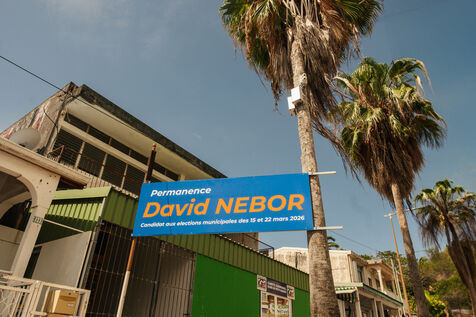 Permanence
David NEBOR
Candidat aux élections municipales des 15 et 22 mars 2026